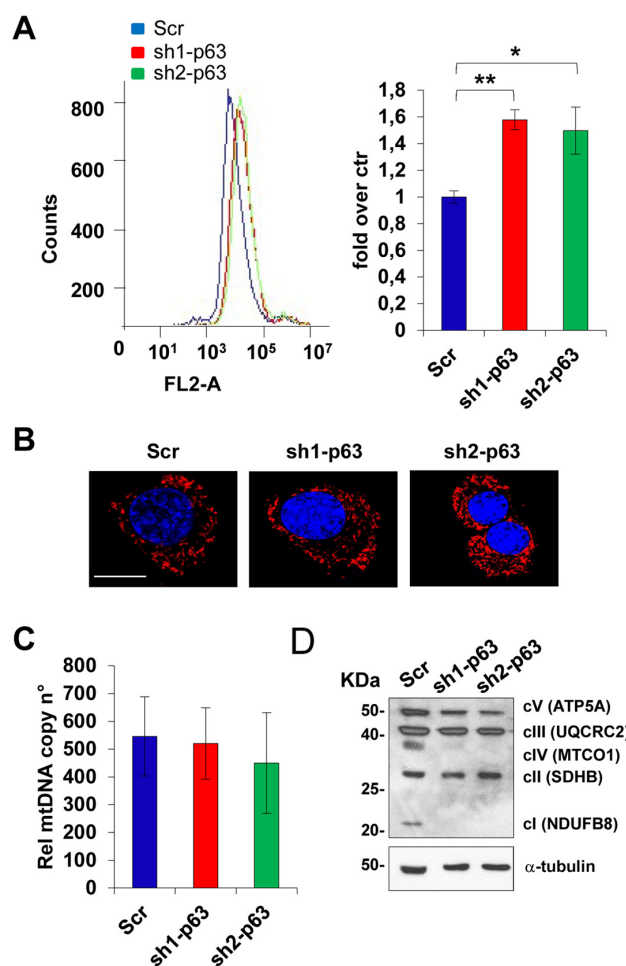 A
Scr
sh1-p63
sh2-p63
Counts
800
600
400
200
0
10¹
10³
10⁵
10⁷
FL2-A
fold over ctr
1,8
1,6
1,4
1,2
1
0,8
0,6
0,4
0,2
0
**
*
Scr
sh1-p63
sh2-p63
B
Scr
sh1-p63
sh2-p63
C
Rel mtDNA copy n°
800
700
600
500
400
300
200
100
0
Scr
sh1-p63
sh2-p63
D
KDa
Scr
sh1-p63
sh2-p63
50-
40-
25-
20-
50-
cV (ATP5A)
cIII (UQCRC2)
cIV (MTCO1)
cII (SDHB)
cI (NDUFB8)
α-tubulin